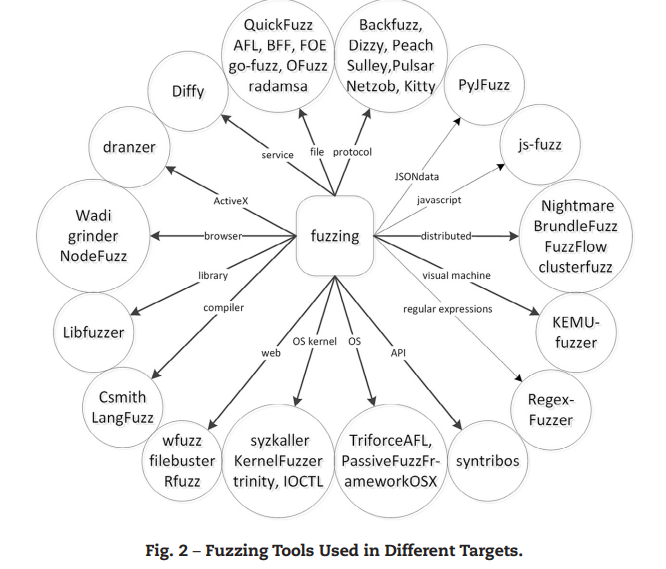 QuickFuzz
AFL, BFF, FOE
go-fuzz, OFuzz
radamsa
Backfuzz,
Dizzy, Peach
Sulley,Pulsar
Netzob, Kitty
Diffy
PyJFuzz
dranzer
js-fuzz
service
file
protocol
JSONdata
javascript
ActiveX
Wadi
grinder
NodeFuzz
browser
fuzzing
distributed
Nightmare
BrundleFuzz
FuzzFlow
clusterfuzz
library
visual machine
compiler
regular expressions
Libfuzzer
KEMU-
fuzzer
web
OS kernel
OS
API
Csmith
LangFuzz
Regex-
Fuzzer
wfuzz
filebuster
Rfuzz
syzkaller
KernelFuzzer
trinity, IOCTL
TriforceAFL,
PassiveFuzzFr-
ameworkOSX
syntribos
Fig. 2 – Fuzzing Tools Used in Different Targets.